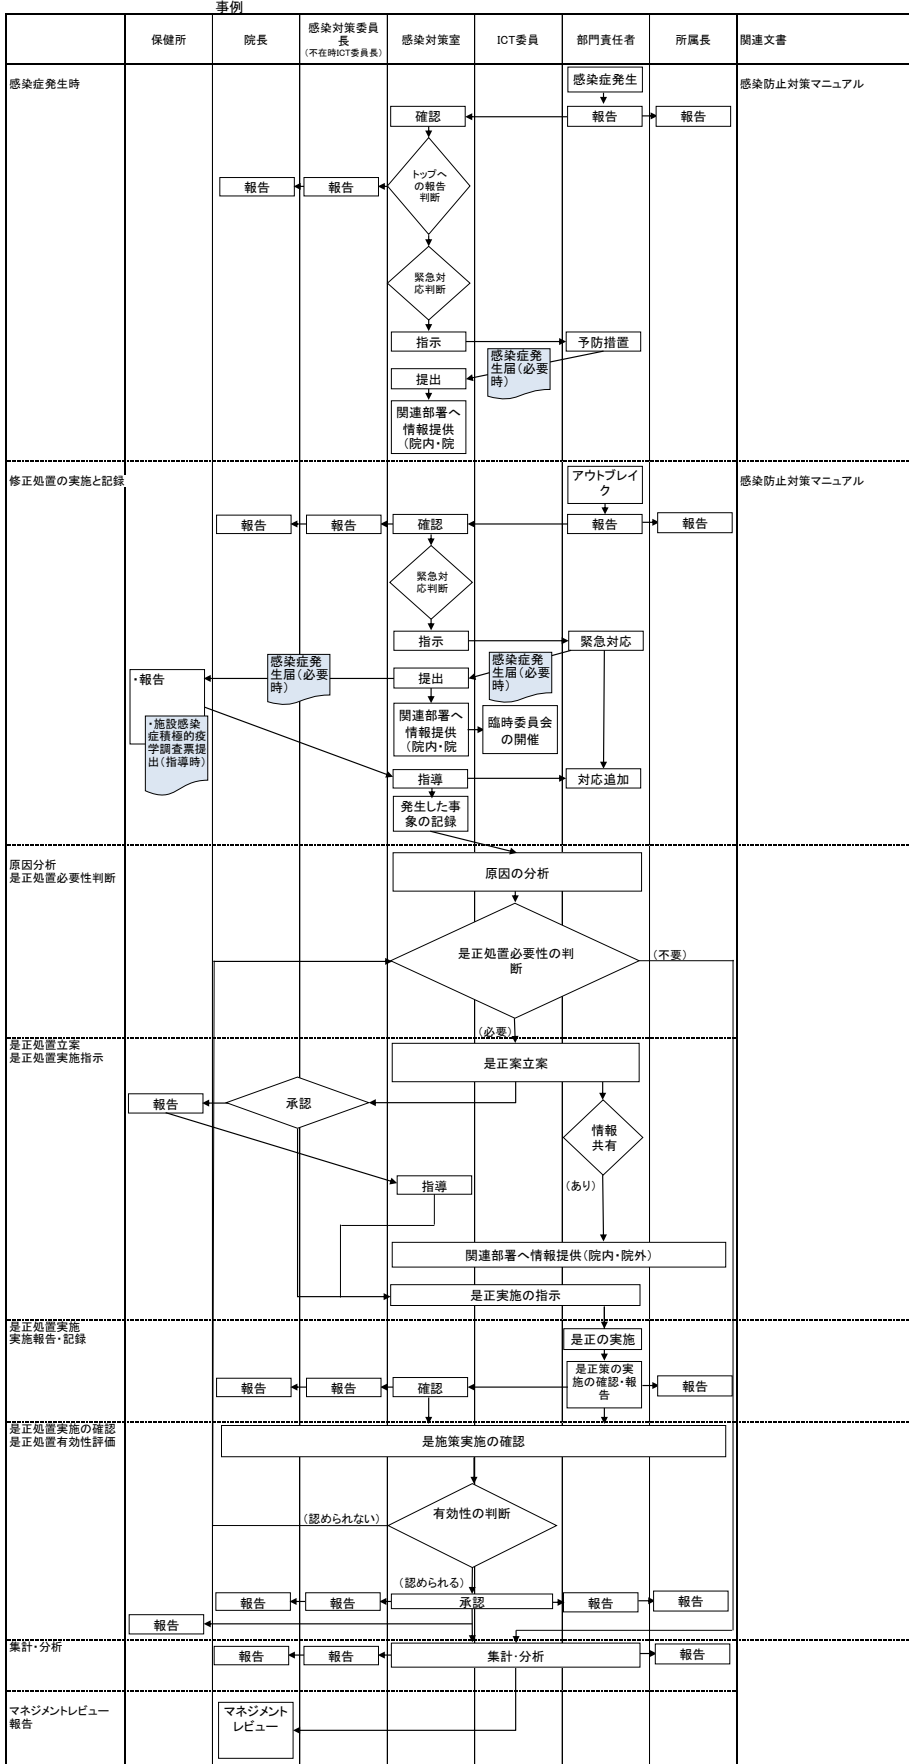 事例
保健所
院長
感染対策委員
長
(不在時ICT委員長)
感染対策室
ICT委員
部門責任者
所属長
関連文書
感染症発生時
感染症発生
感染防止対策マニュアル
確認
報告
報告
トップへ
の報告
判断
報告
報告
緊急対
応判断
指示
予防措置
感染症発
生届(必要
時)
提出
関連部署へ
情報提供
(院内・院
修正処置の実施と記録
アウトブレイ
ク
感染防止対策マニュアル
報告
報告
確認
報告
報告
緊急対
応判断
指示
緊急対応
感染症発
生届(必要
時)
感染症発
生届(必要
時)
・報告
提出
・施設感染
症積極的疫
学調査票提
出(指導時)
関連部署へ
情報提供
(院内・院
臨時委員会
の開催
指導
対応追加
発生した事
象の記録
原因分析
是正処置必要性判断
原因の分析
是正処置必要性の判
断
(不要)
(必要)
是正処置立案
是正処置実施指示
是正案立案
報告
承認
情報
共有
指導
(あり)
関連部署へ情報提供(院内・院外)
是正実施の指示
是正処置実施
実施報告・記録
是正の実施
是正策の実
施の確認・報
告
報告
報告
確認
報告
是正処置実施の確認
是正処置有効性評価
是施策実施の確認
有効性の判断
(認められない)
(認められる)
報告
報告
承認
報告
報告
報告
集計・分析
報告
報告
集計・分析
報告
マネジメントレビュー
報告
マネジメント
レビュー